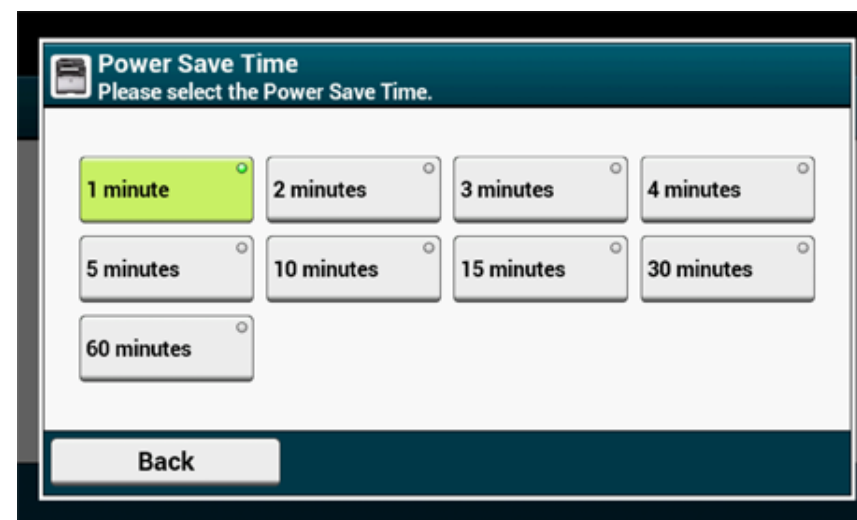 Power Save Time
Please select the Power Save Time.
1 minute
2 minutes
3 minutes
4 minutes
5 minutes
10 minutes
15 minutes
30 minutes
60 minutes
Back